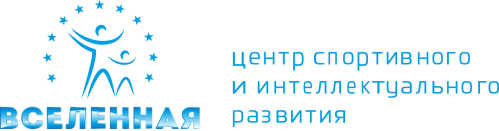 ВСЕЛЕННАЯ
центр спортивного
и интеллектуального
развития